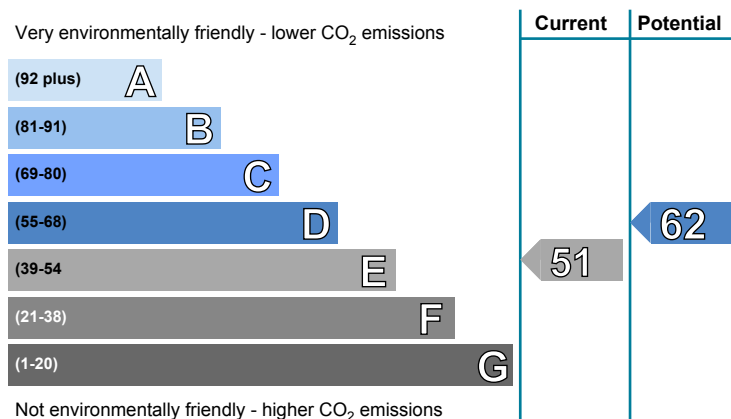 Current Potential
Very environmentally friendly - lower CO2 emissions
(92 plus) A
(81-91) B
(69-80) C
(55-68) D 62
(39-54 E 51
(21-38) F
(1-20) G
Not environmentally friendly - higher CO2 emissions